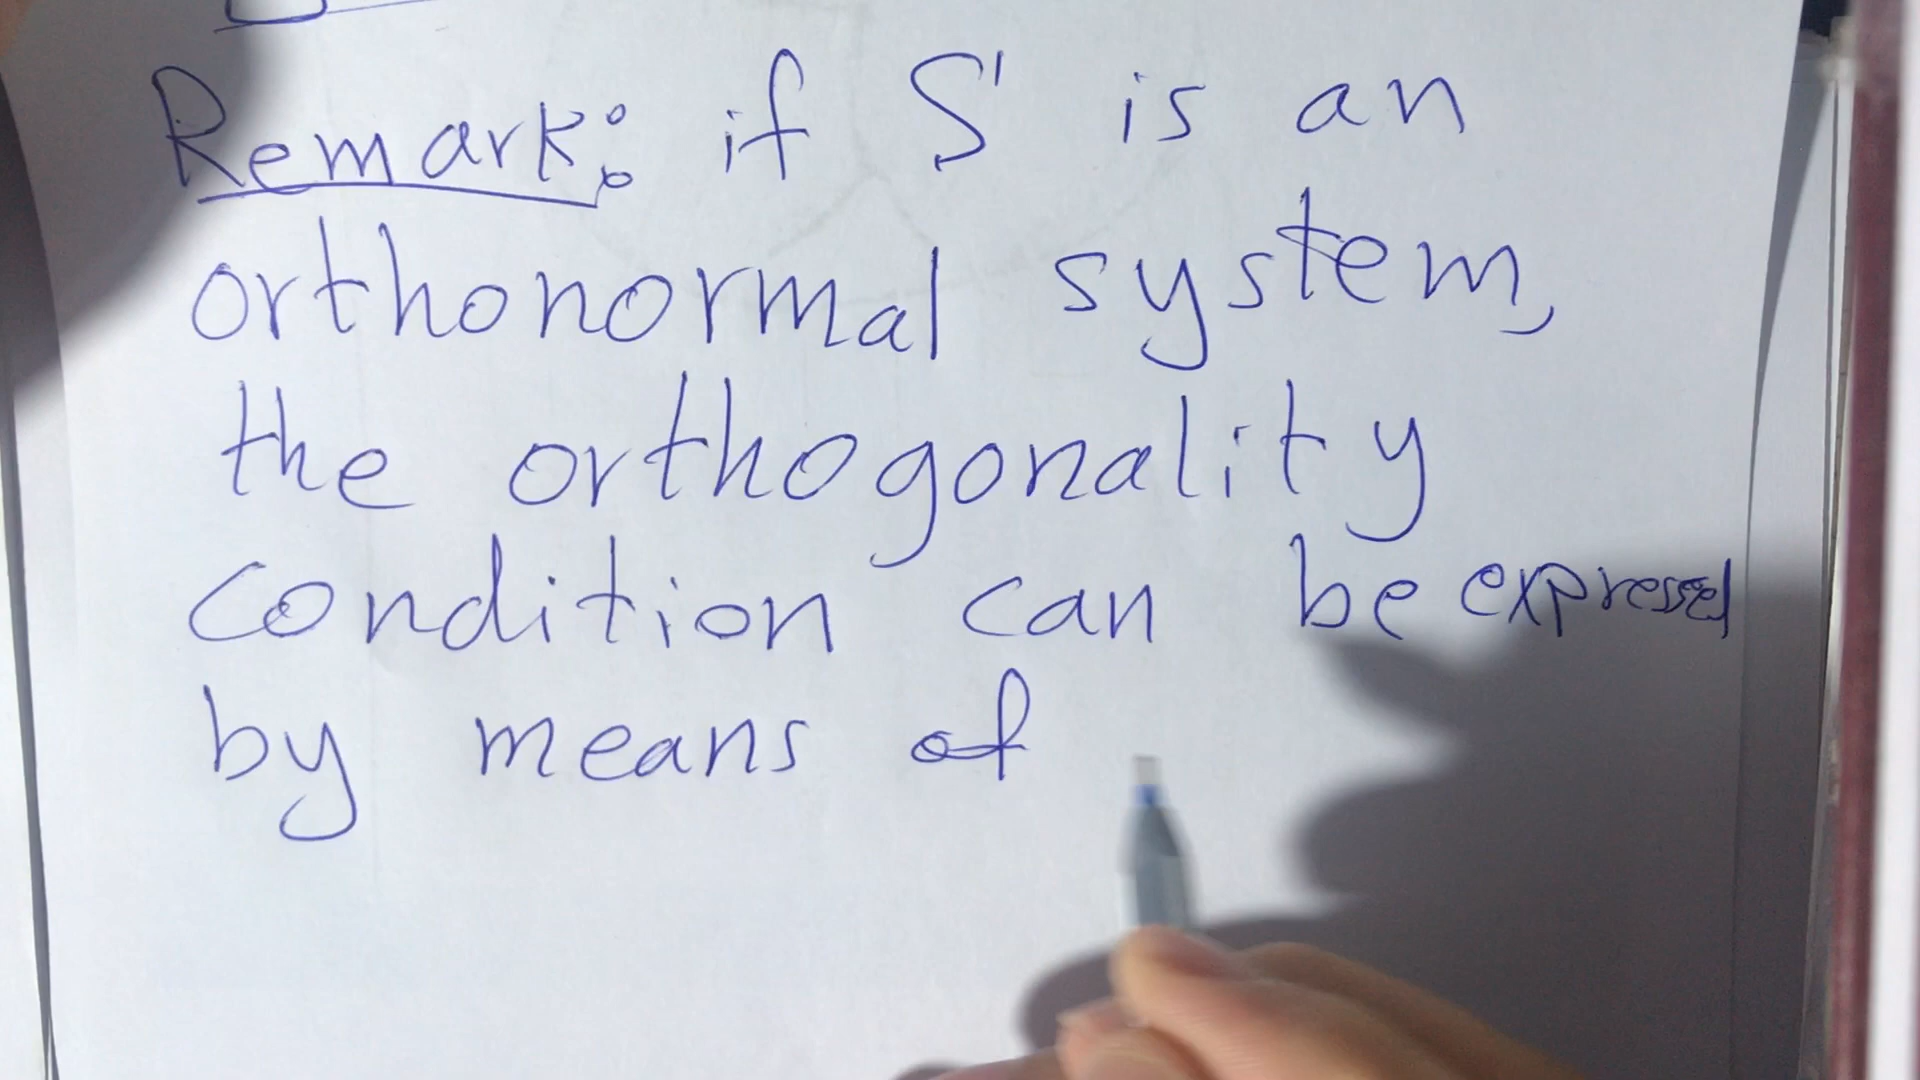 Remark: if S is an
orthonormal system,
the orthogonality
condition can be expressed
by means of